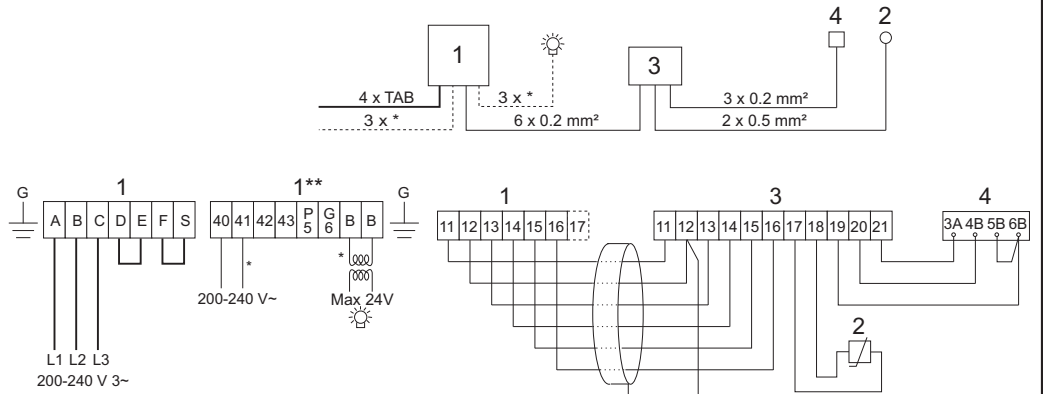 4 2
1 3
4 x TAB 3 x * 3 x 0.2 mm²
3 x * 6 x 0.2 mm² 2 x 0.5 mm²
G 1 1** G 1 3 4
A B C D E F S 40 41 42 43 P5 G6 B B 11 12 13 14 15 16 17 11 12 13 14 15 16 17 18 19 20 21 3A 4B 5B 6B
* *
200-240 V~ Max 24V
2
L1 L2 L3
200-240 V 3~